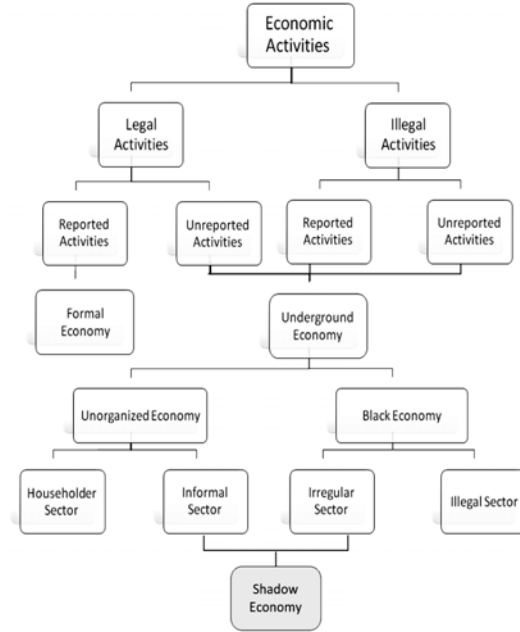 Economic
Activities
Legal
Activities
Illegal
Activities
Reported
Activities
Unreported
Activities
Reported
Activities
Unreported
Activities
Formal
Economy
Underground
Economy
Unorganized Economy
Black Economy
Householder
Sector
Informal
Sector
Irregular
Sector
Illegal Sector
Shadow
Economy